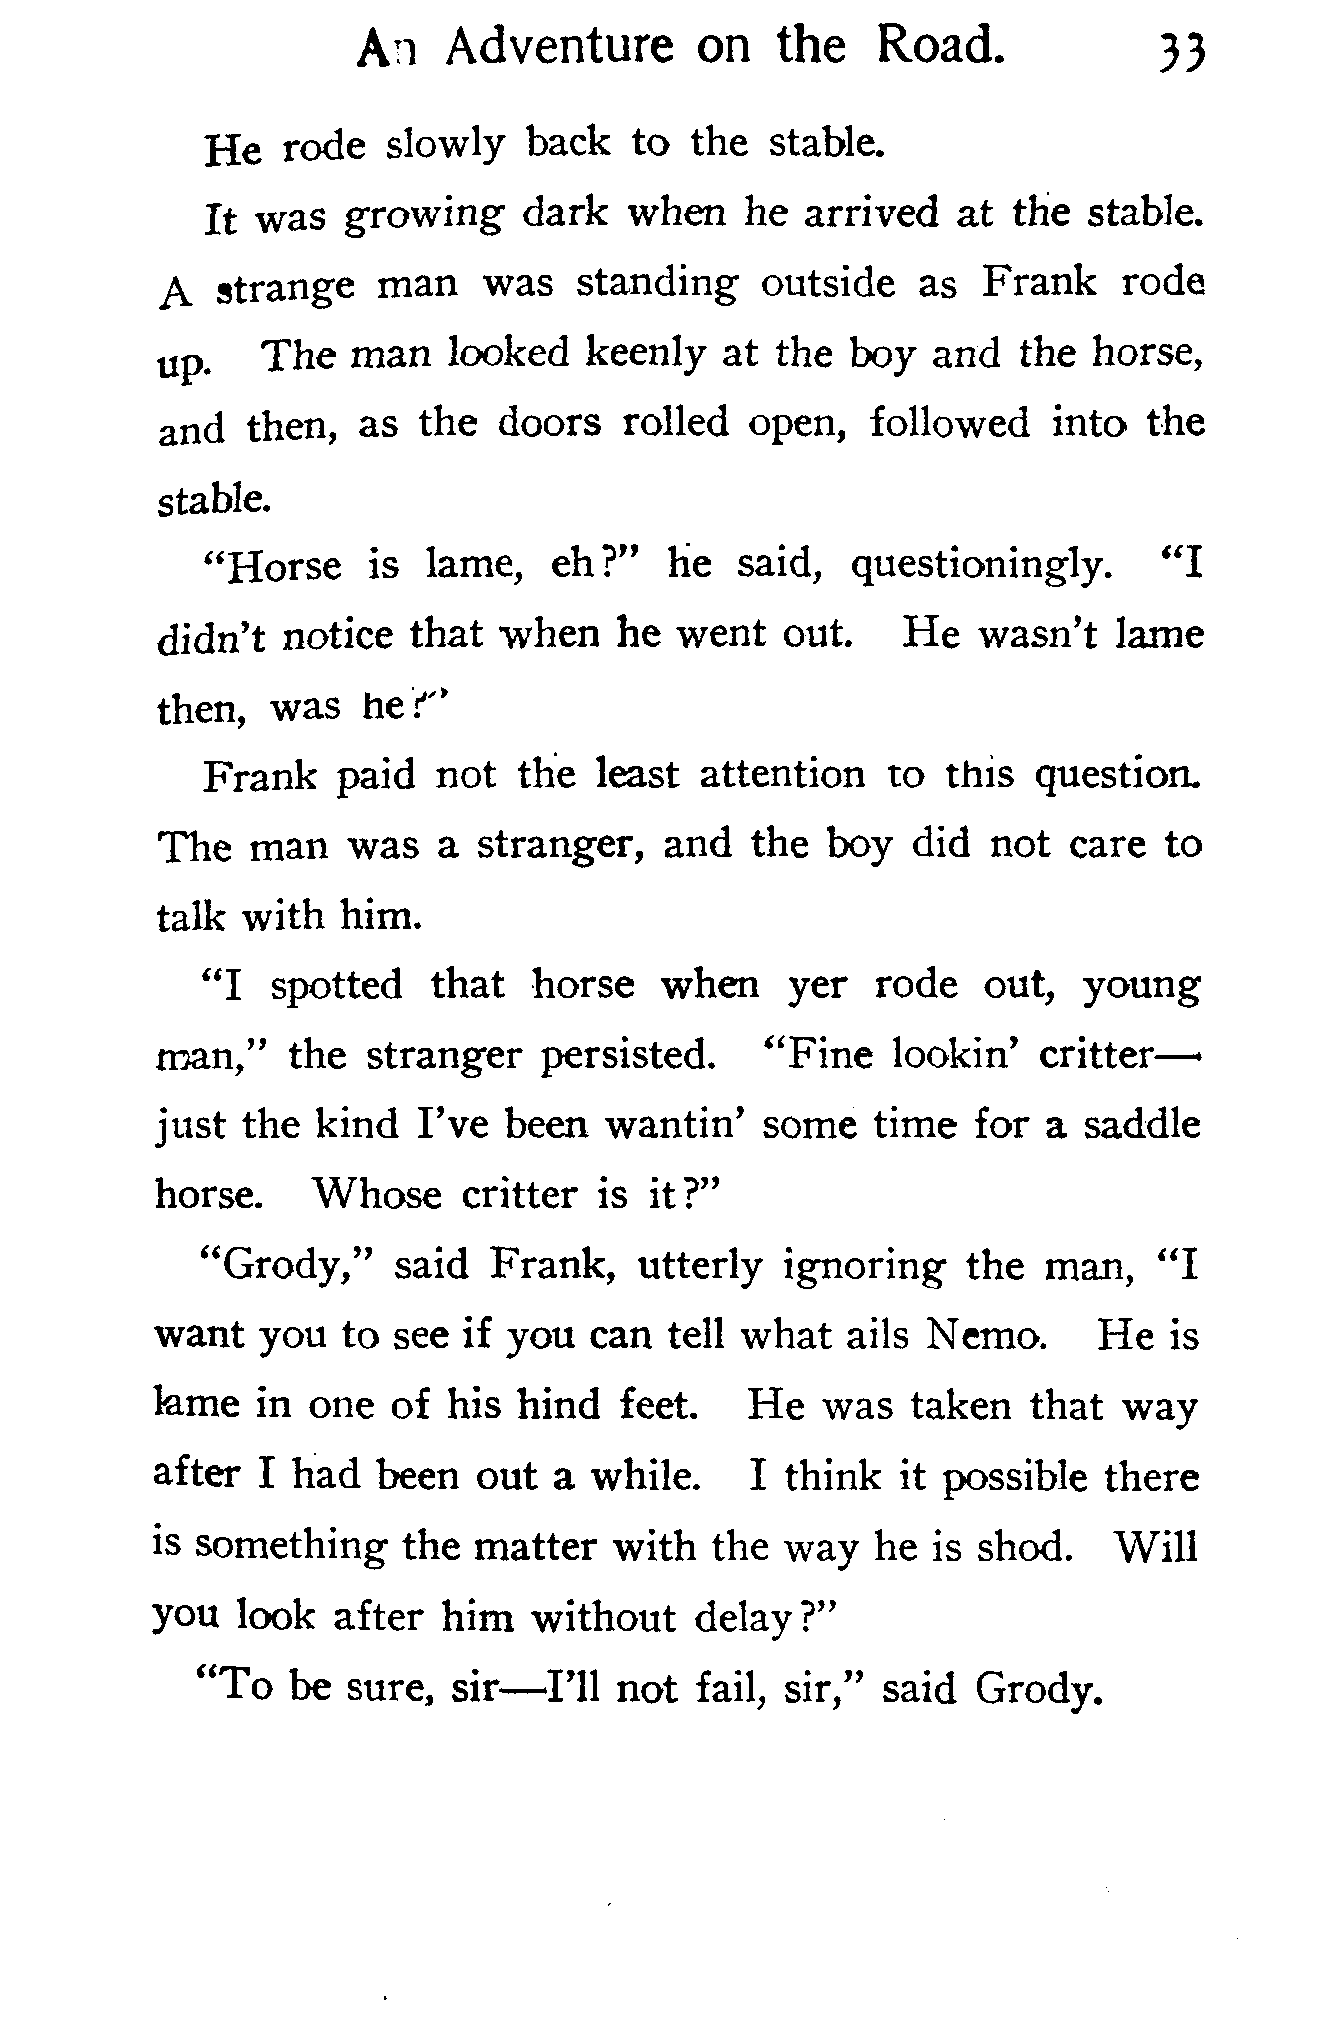 An Adventure on the Road. 33
He rode slowly back to the stable.
It was growing dark when he arrived at the stable.
A strange man was standing outside as Frank rode
up. The man looked keenly at the boy and the horse,
and then, as the doors rolled open, followed into the
stable.
“Horse is lame, eh?” he said, questioningly. “I
didn’t notice that when he went out. He wasn’t lame
then, was he?”
Frank paid not the least attention to this question.
The man was a stranger, and the boy did not care to
talk with him.
“I spotted that horse when yer rode out, young
man,” the stranger persisted. “Fine lookin’ critter—
just the kind I’ve been wantin’ some time for a saddle
horse. Whose critter is it?”
“Grody,” said Frank, utterly ignoring the man, “I
want you to see if you can tell what ails Nemo. He is
lame in one of his hind feet. He was taken that way
after I had been out a while. I think it possible there
is something the matter with the way he is shod. Will
you look after him without delay?”
“To be sure, sir—I’ll not fail, sir,” said Grody.